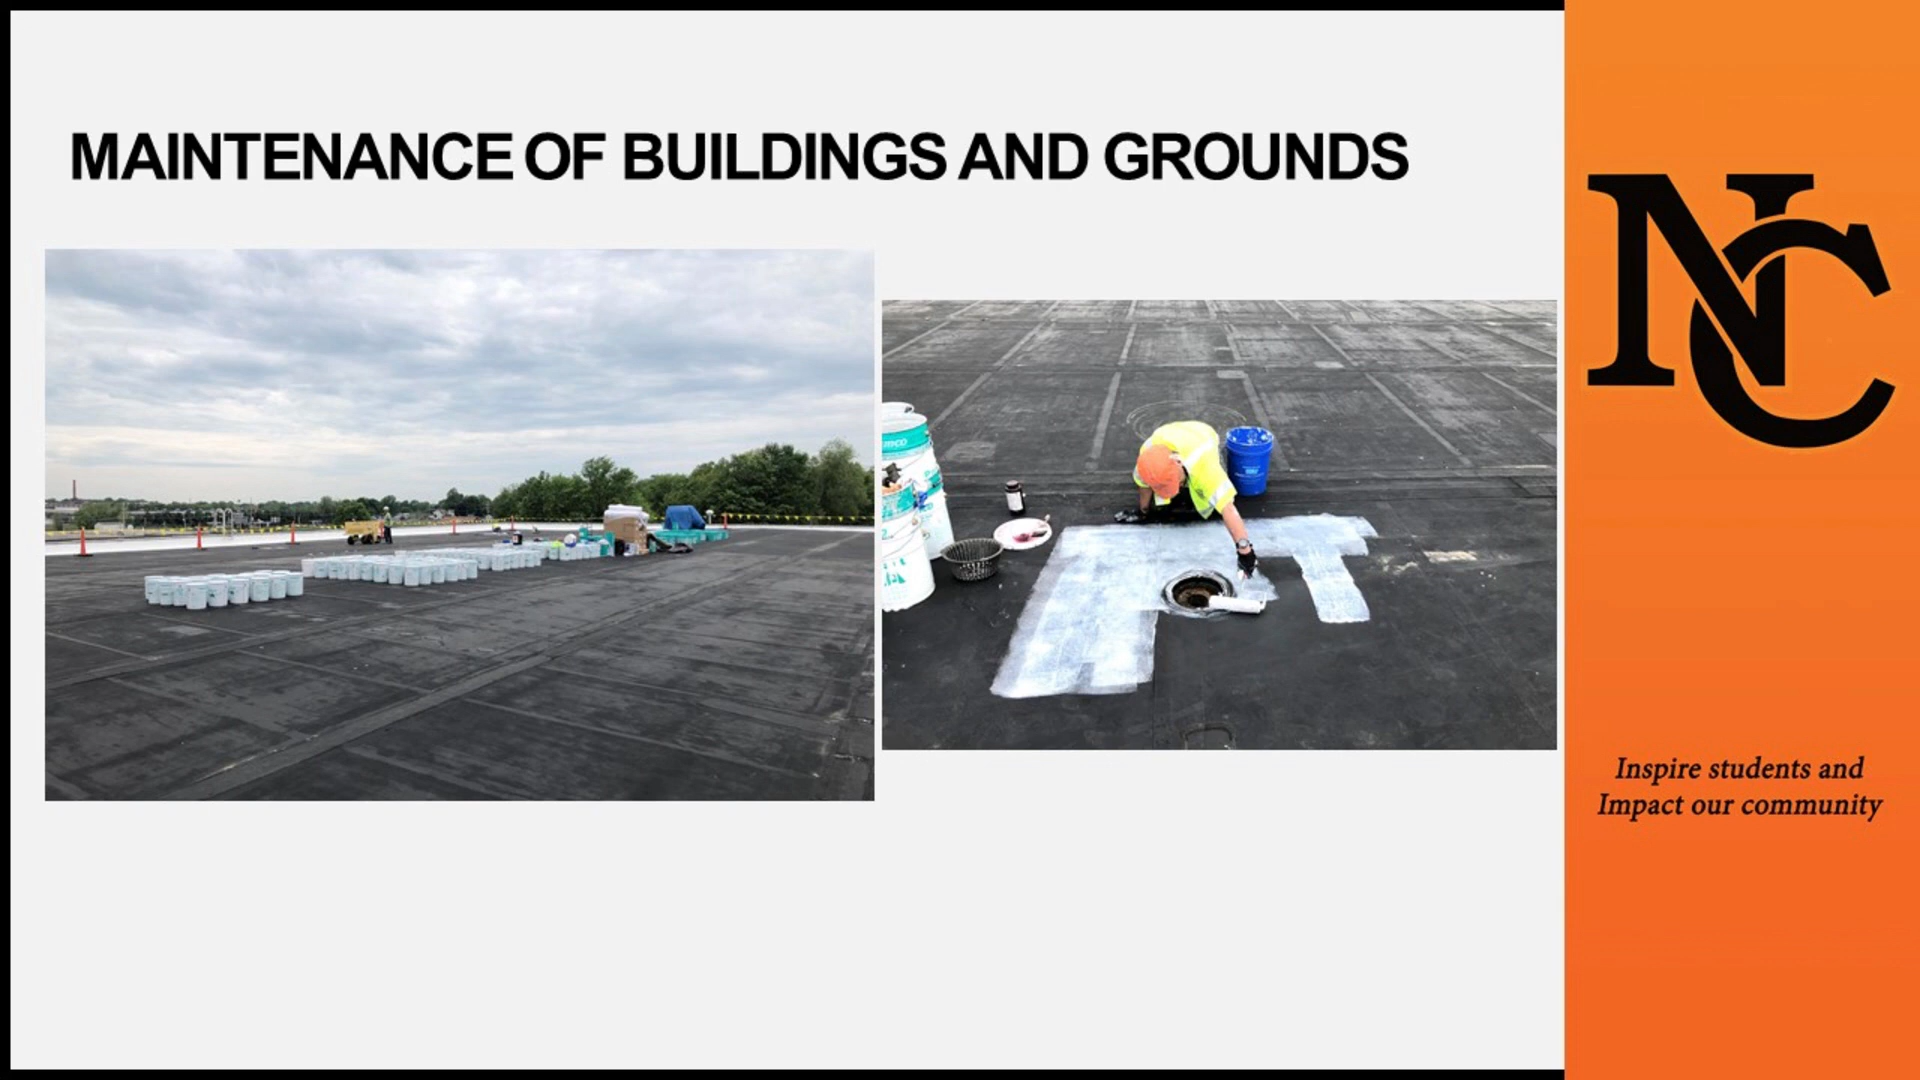 MAINTENANCE OF BUILDINGS AND GROUNDS
NC
Inspire students and
Impact our community